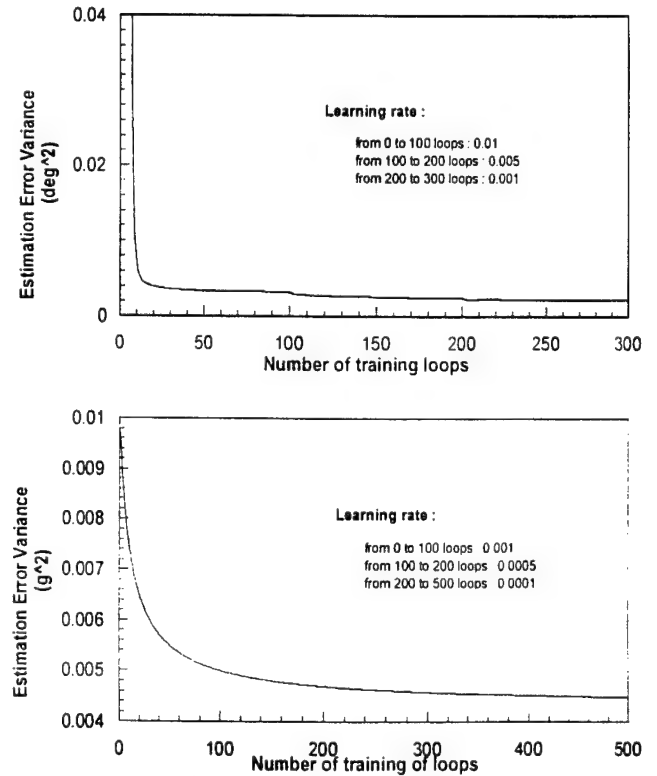 0.04
0.02
0
Estimation Error Variance
(deg^2)
Learning rate :
from 0 to 100 loops : 0.01
from 100 to 200 loops : 0.005
from 200 to 300 loops : 0.001
0 50 100 150 200 250 300
Number of training loops
0.01
0.009
0.008
0.007
0.006
0.005
0.004
Estimation Error Variance
(g^2)
Learning rate :
from 0 to 100 loops 0.001
from 100 to 200 loops 0.0005
from 200 to 500 loops 0.0001
0 100 200 300 400 500
Number of training of loops